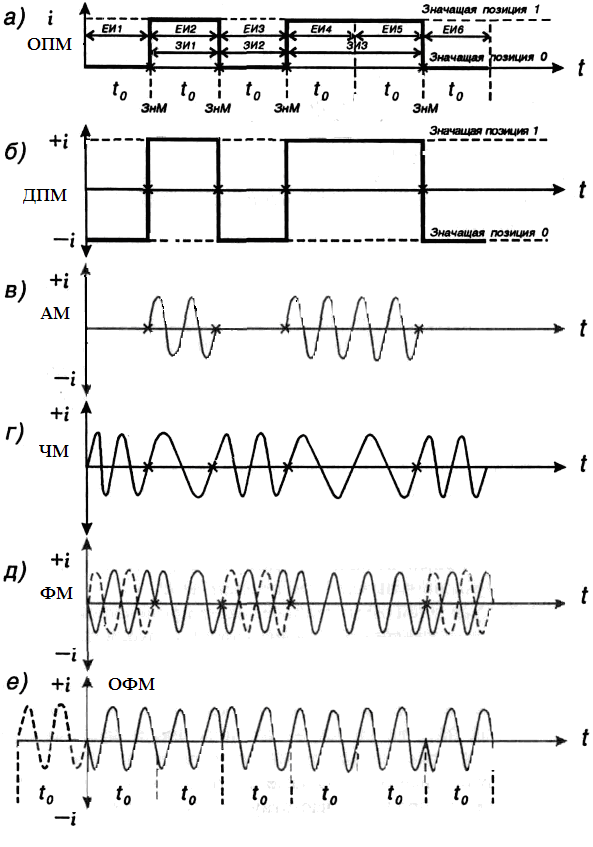 а) i Значащая позиция 1
ЕИ1 ЕИ2 ЕИ3 ЕИ4 ЕИ5 ЕИ6
ОПМ ЗИ1 ЗИ2 ЗИ3 Значащая позиция 0
t
t₀ t₀ t₀ t₀ t₀ t₀
ЗнМ ЗнМ ЗнМ ЗнМ
б) +i Значащая позиция 1
ДПМ t
−i Значащая позиция 0
в) +i
АМ t
−i
г) +i
ЧМ t
д) +i
ФМ t
−i
е) +i ОФМ
t
t₀ t₀ t₀ t₀ t₀ t₀ t₀
−i